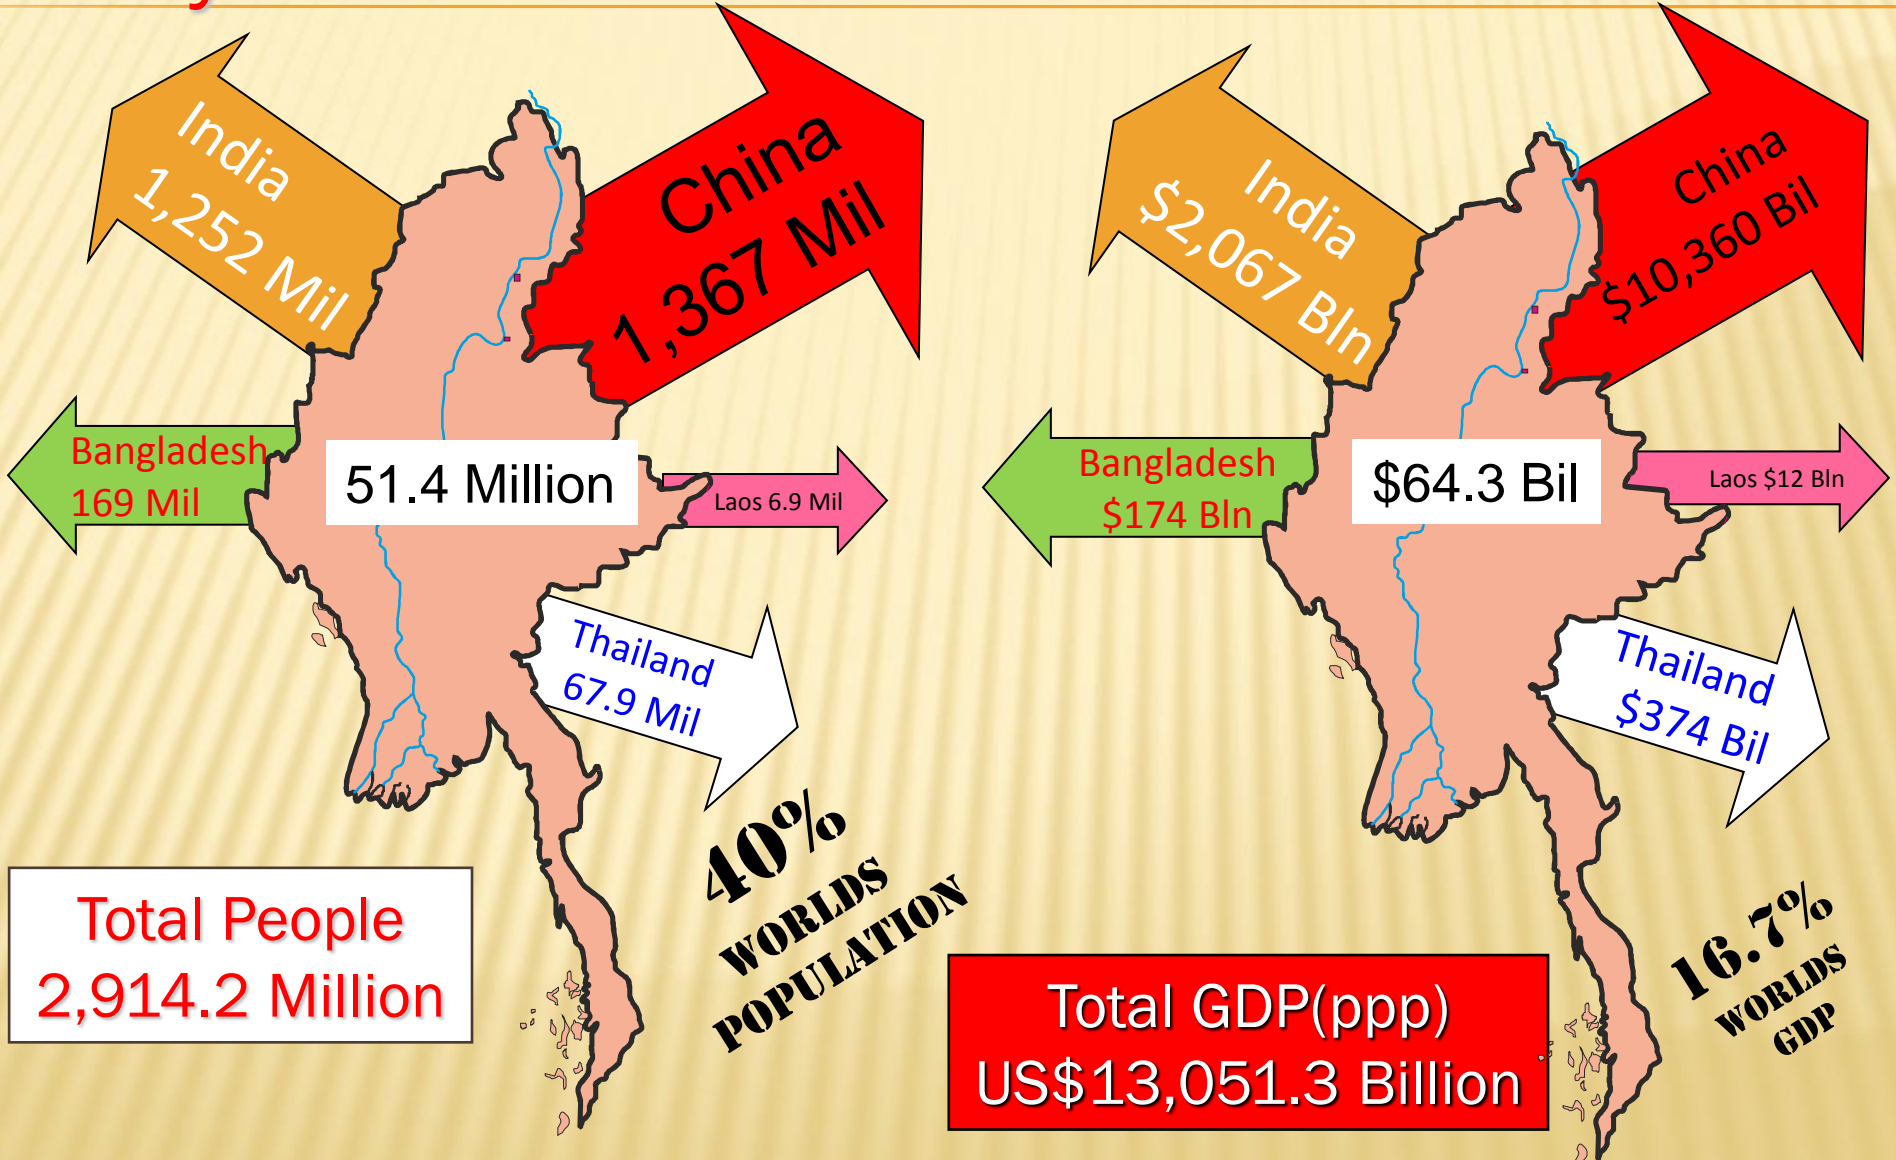 India
1,252 Mil
China
1,367 Mil
Bangladesh
169 Mil
51.4 Million
Laos 6.9 Mil
Thailand
67.9 Mil
40%
WORLDS
POPULATION
Total People
2,914.2 Million
India
$2,067 Bln
China
$10,360 Bil
Bangladesh
$174 Bln
$64.3 Bil
Laos $12 Bln
Thailand
$374 Bil
16.7%
WORLDS
GDP
Total GDP(ppp)
US$13,051.3 Billion